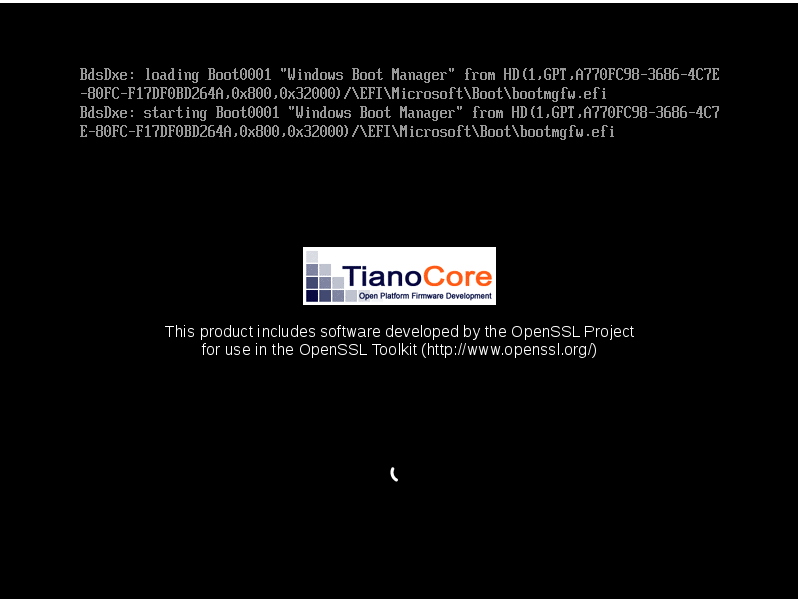 BdsDxe: loading Boot0001 "Windows Boot Manager" from HD(1,GPT,A770FC98-3686-4C7E
-80FC-F17DF0BD264A,0x800,0x32000)/\EFI\Microsoft\Boot\bootmgfw.efi
BdsDxe: starting Boot0001 "Windows Boot Manager" from HD(1,GPT,A770FC98-3686-4C7
E-80FC-F17DF0BD264A,0x800,0x32000)/\EFI\Microsoft\Boot\bootmgfw.efi
TianoCore
Open Platform Firmware Development
This product includes software developed by the OpenSSL Project
for use in the OpenSSL Toolkit (http://www.openssl.org/)